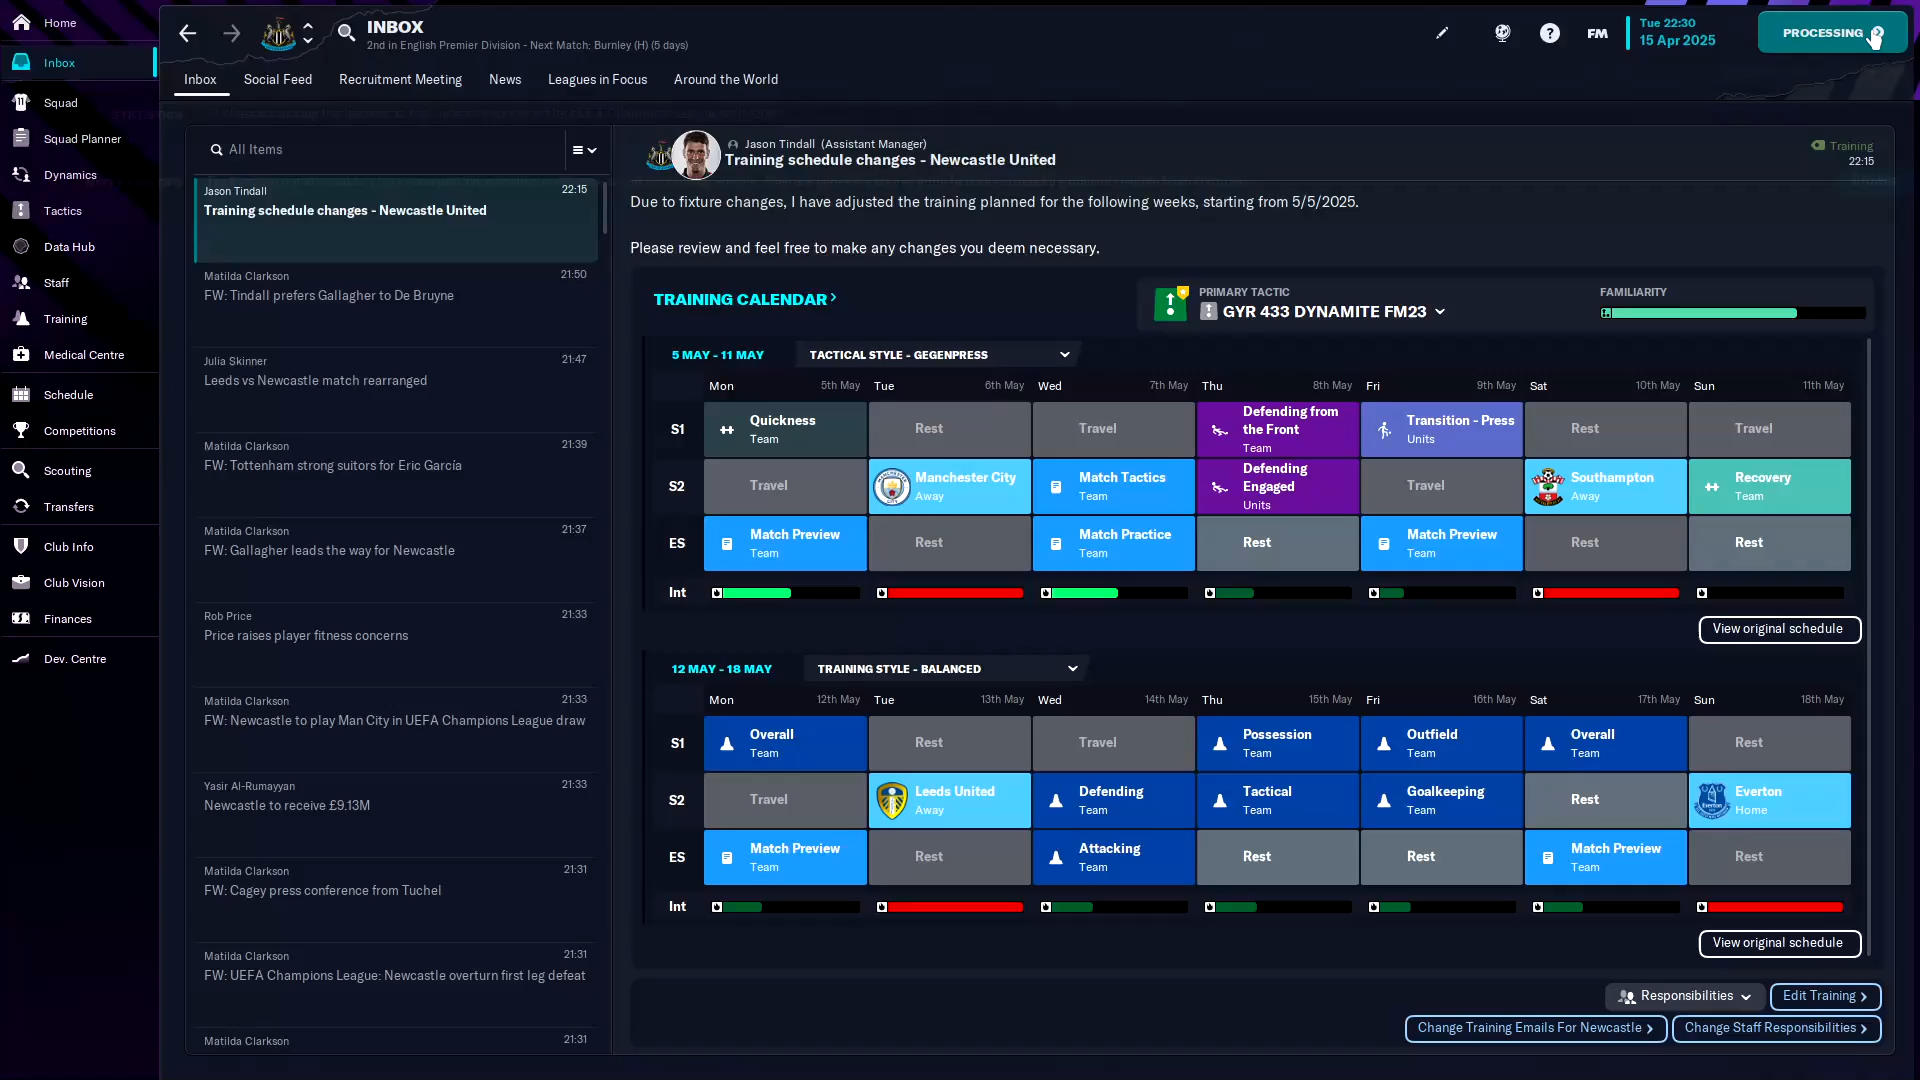 Home
Inbox
Squad
Squad Planner
Dynamics
Tactics
Data Hub
Staff
Training
Medical Centre
Schedule
Competitions
Scouting
Transfers
Club Info
Club Vision
Finances
Dev. Centre
INBOX
2nd in English Premier Division - Next Match: Burnley (H) (5 days)
FM
Tue 22:30
15 Apr 2025
PROCESSING
Inbox Social Feed Recruitment Meeting News Leagues in Focus Around the World
All Items
Jason Tindall 22:15
Training schedule changes - Newcastle United
Matilda Clarkson 21:50
FW: Tindall prefers Gallagher to De Bruyne
Julia Skinner 21:47
Leeds vs Newcastle match rearranged
Matilda Clarkson 21:39
FW: Tottenham strong suitors for Eric García
Matilda Clarkson 21:37
FW: Gallagher leads the way for Newcastle
Rob Price 21:33
Price raises player fitness concerns
Matilda Clarkson 21:33
FW: Newcastle to play Man City in UEFA Champions League draw
Yasir Al-Rumayyan 21:33
Newcastle to receive £9.13M
Matilda Clarkson 21:31
FW: Cagey press conference from Tuchel
Matilda Clarkson 21:31
FW: UEFA Champions League: Newcastle overturn first leg defeat
Matilda Clarkson 21:31
Jason Tindall (Assistant Manager)
Training schedule changes - Newcastle United
Training
22:15
Due to fixture changes, I have adjusted the training planned for the following weeks, starting from 5/5/2025.
Please review and feel free to make any changes you deem necessary.
TRAINING CALENDAR
PRIMARY TACTIC
GYR 433 DYNAMITE FM23
FAMILIARITY
5 MAY - 11 MAY TACTICAL STYLE - GEGENPRESS
Mon 5th May Tue 6th May Wed 7th May Thu 8th May Fri 9th May Sat 10th May Sun 11th May
S1 Quickness Team Rest Travel Defending from the Front Team Transition - Press Units Rest Travel
S2 Travel Manchester City Away Match Tactics Team Defending Engaged Units Travel Southampton Away Recovery Team
ES Match Preview Team Rest Match Practice Team Rest Match Preview Team Rest Rest
Int
View original schedule
12 MAY - 18 MAY TRAINING STYLE - BALANCED
Mon 12th May Tue 13th May Wed 14th May Thu 15th May Fri 16th May Sat 17th May Sun 18th May
S1 Overall Team Rest Travel Possession Team Outfield Team Overall Team Rest
S2 Travel Leeds United Away Defending Team Tactical Team Goalkeeping Team Rest Everton Home
ES Match Preview Team Rest Attacking Team Rest Rest Match Preview Team Rest
Int
View original schedule
Responsibilities Edit Training
Change Training Emails For Newcastle Change Staff Responsibilities